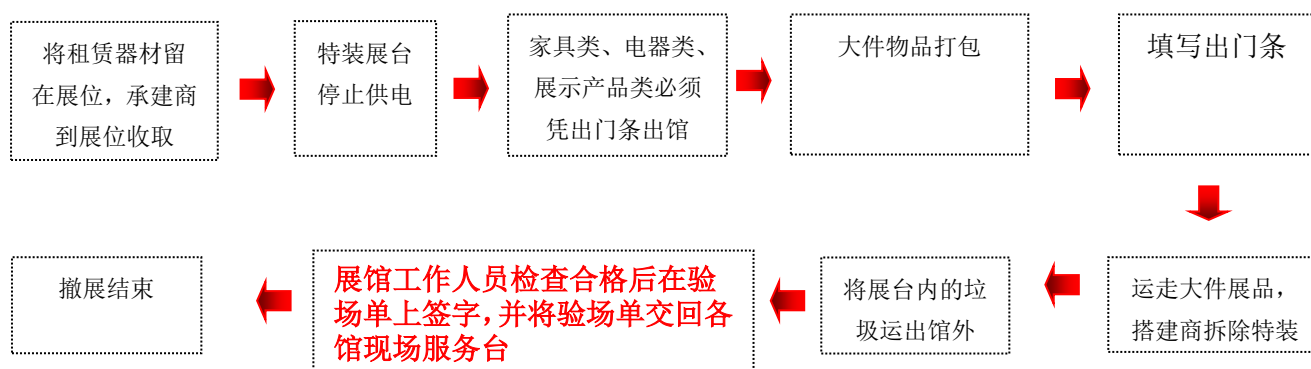 将租赁器材留
在展位，承建商
到展位收取
特装展台
停止供电
家具类、电器类、
展示产品类必须
凭出门条出馆
大件物品打包
填写出门条
运走大件展品，
搭建商拆除特装
将展台内的垃
圾运出馆外
展馆工作人员检查合格后在验
场单上签字,并将验场单交回各
馆现场服务台
撤展结束